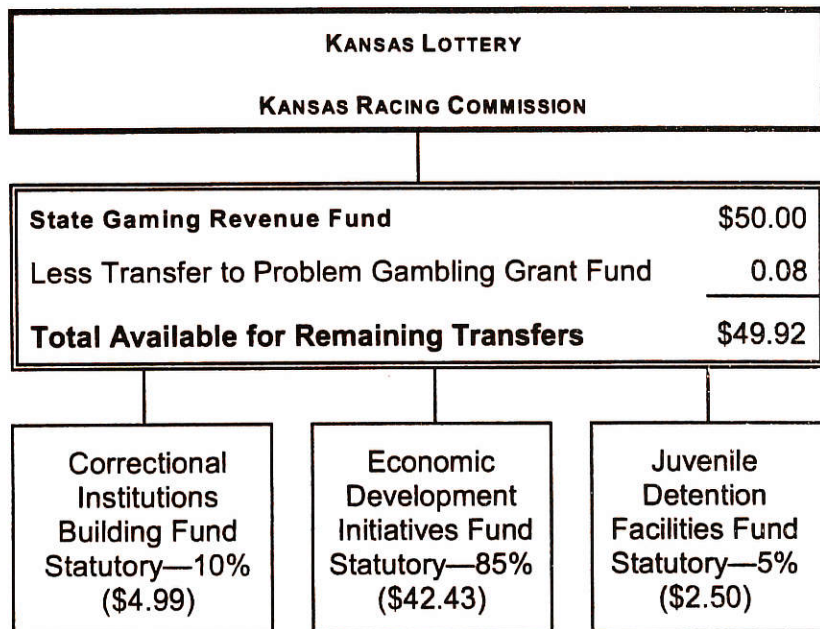 KANSAS LOTTERY
KANSAS RACING COMMISSION
State Gaming Revenue Fund $50.00
Less Transfer to Problem Gambling Grant Fund 0.08
Total Available for Remaining Transfers $49.92
Correctional
Institutions
Building Fund
Statutory—10%
($4.99)
Economic
Development
Initiatives Fund
Statutory—85%
($42.43)
Juvenile
Detention
Facilities Fund
Statutory—5%
($2.50)